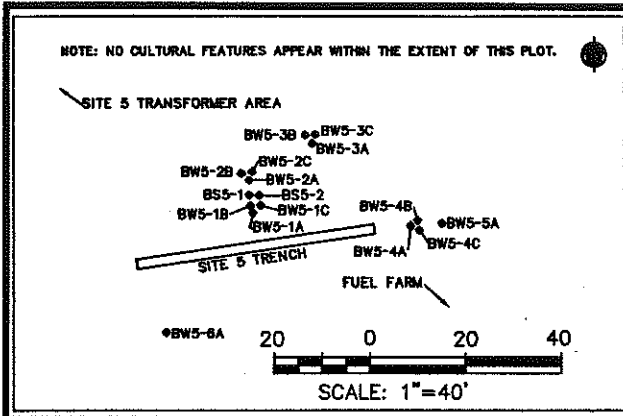 NOTE: NO CULTURAL FEATURES APPEAR WITHIN THE EXTENT OF THIS PLOT.
SITE 5 TRANSFORMER AREA
BW5-3B BW5-3C
BW5-3A
BW5-2C
BW5-2B
BW5-2A
BS5-1 BS5-2
BW5-1B BW5-1C
BW5-1A
BW5-4B
BW5-5A
BW5-4A BW5-4C
SITE 5 TRENCH
FUEL FARM
BW5-6A
20 0 20 40
SCALE: 1"=40'